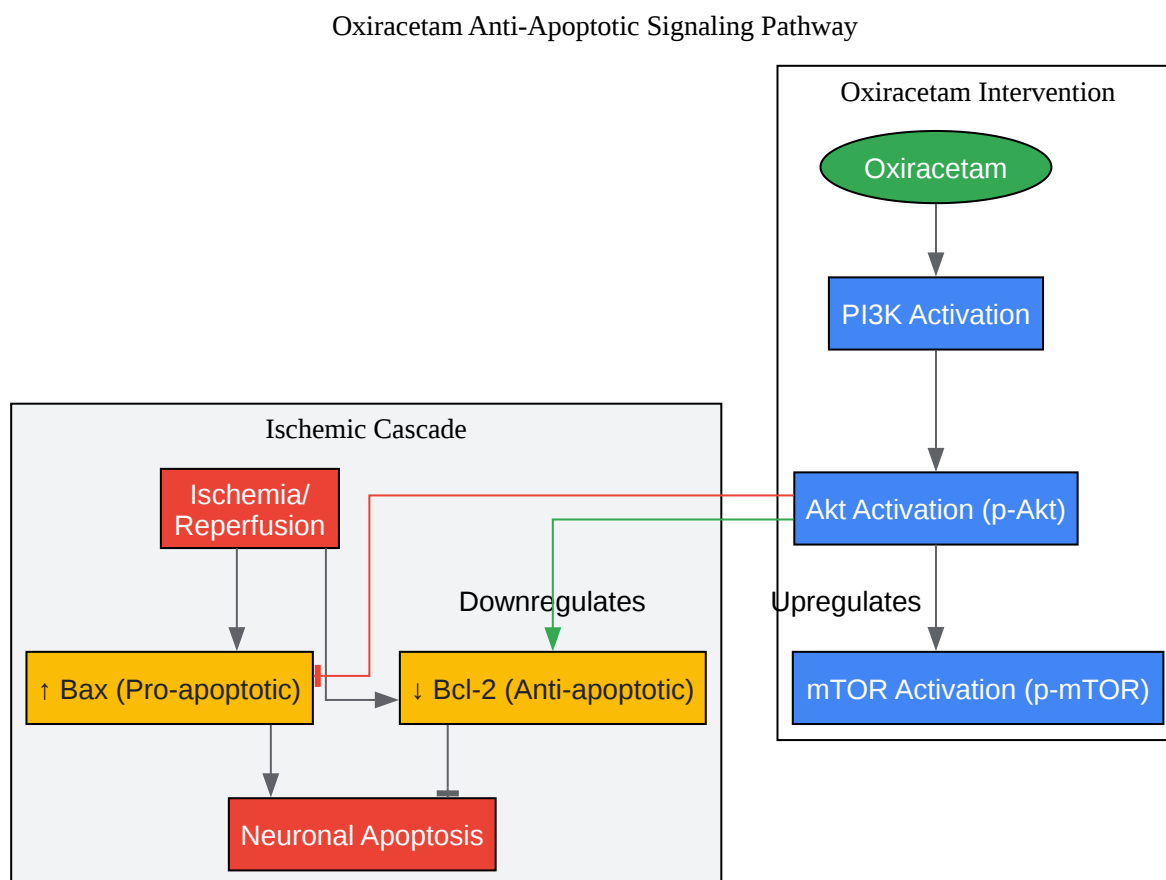 Oxiracetam Anti-Apoptotic Signaling Pathway
Oxiracetam Intervention
Oxiracetam
PI3K Activation
Ischemic Cascade
Ischemia/
Reperfusion
Akt Activation (p-Akt)
Downregulates
Upregulates
↑ Bax (Pro-apoptotic)
↓ Bcl-2 (Anti-apoptotic)
mTOR Activation (p-mTOR)
Neuronal Apoptosis